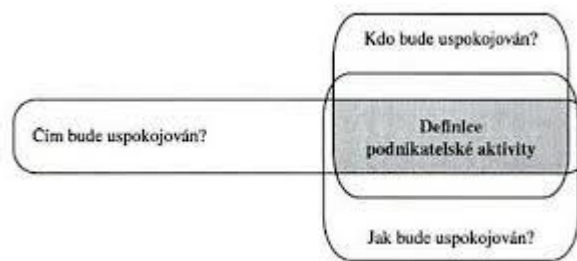 Kdo bude uspokojován?
Čím bude uspokojován?
Definice
podnikatelské aktivity
Jak bude uspokojován?